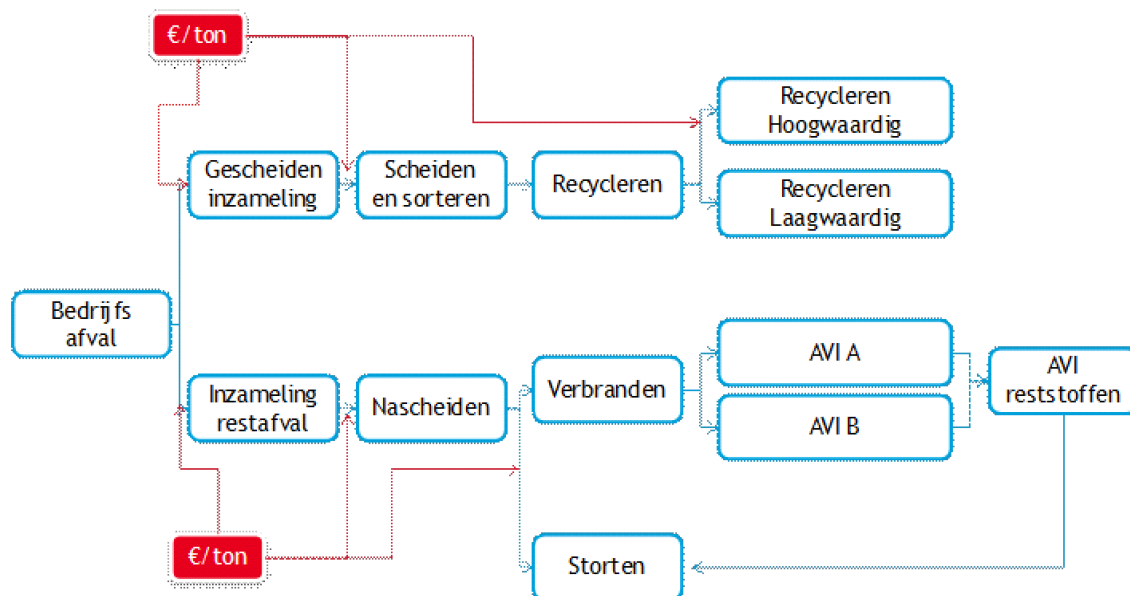 €/ton
Recycleren
Hoogwaardig
Gescheiden
inzameling
Scheiden
en sorteren
Recycleren
Recycleren
Laagwaardig
Bedrijfs
afval
Inzameling
restafval
Nascheiden
Verbranden
AVI A
AVI B
AVI
reststoffen
€/ton
Storten